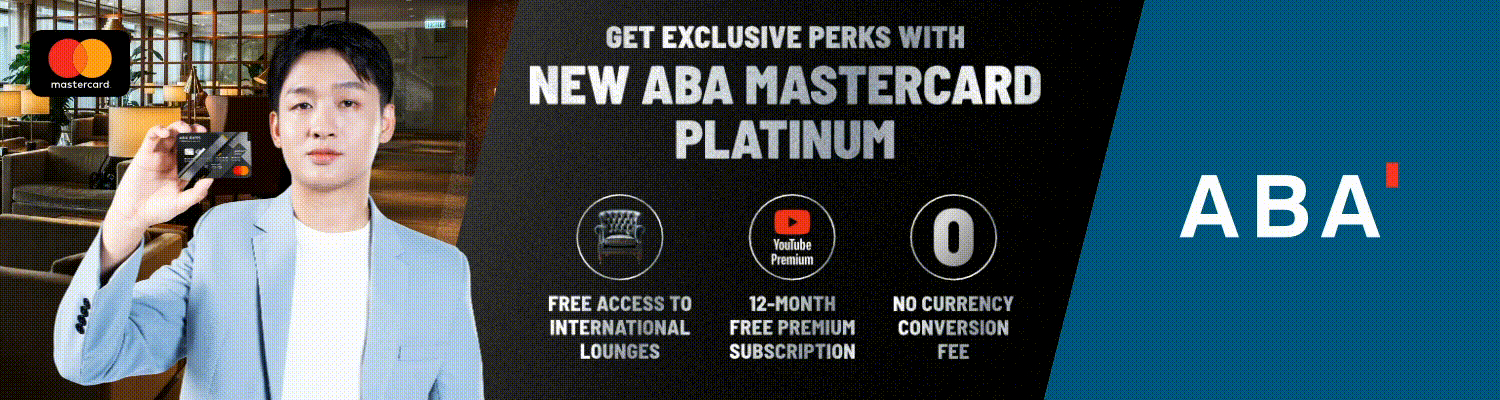 mastercard
GET EXCLUSIVE PERKS WITH
NEW ABA MASTERCARD
PLATINUM
YouTube
Premium
0
FREE ACCESS TO
INTERNATIONAL
LOUNGES
12-MONTH
FREE PREMIUM
SUBSCRIPTION
NO CURRENCY
CONVERSION
FEE
ABA'